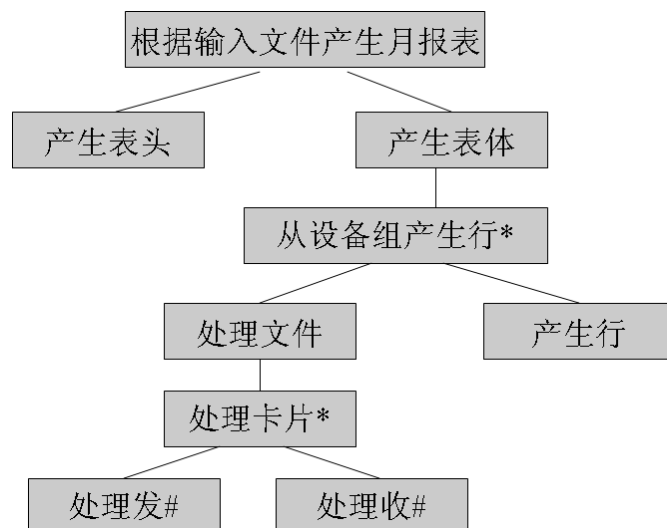 根据输入文件产生月报表
产生表头
产生表体
从设备组产生行*
处理文件
产生行
处理卡片*
处理发#
处理收#